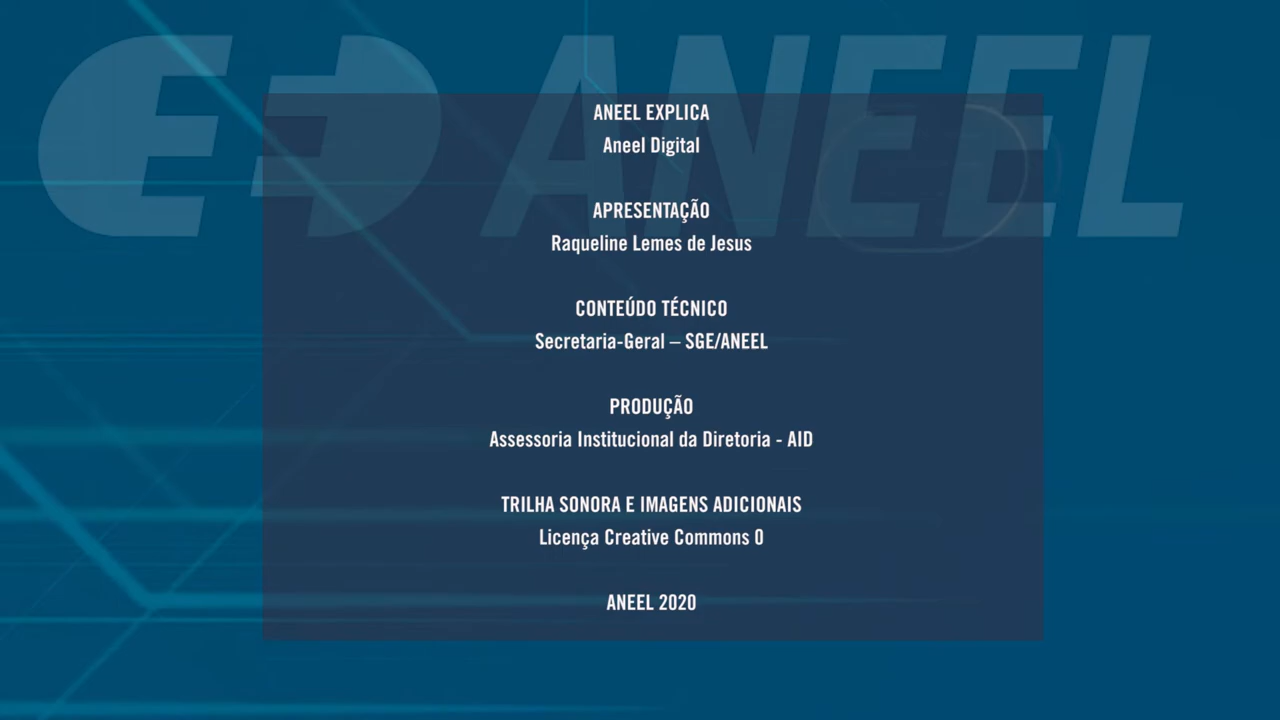 ANEEL
ANEEL EXPLICA
Aneel Digital
APRESENTAÇÃO
Raqueline Lemes de Jesus
CONTEÚDO TÉCNICO
Secretaria-Geral – SGE/ANEEL
PRODUÇÃO
Assessoria Institucional da Diretoria - AID
TRILHA SONORA E IMAGENS ADICIONAIS
Licença Creative Commons 0
ANEEL 2020